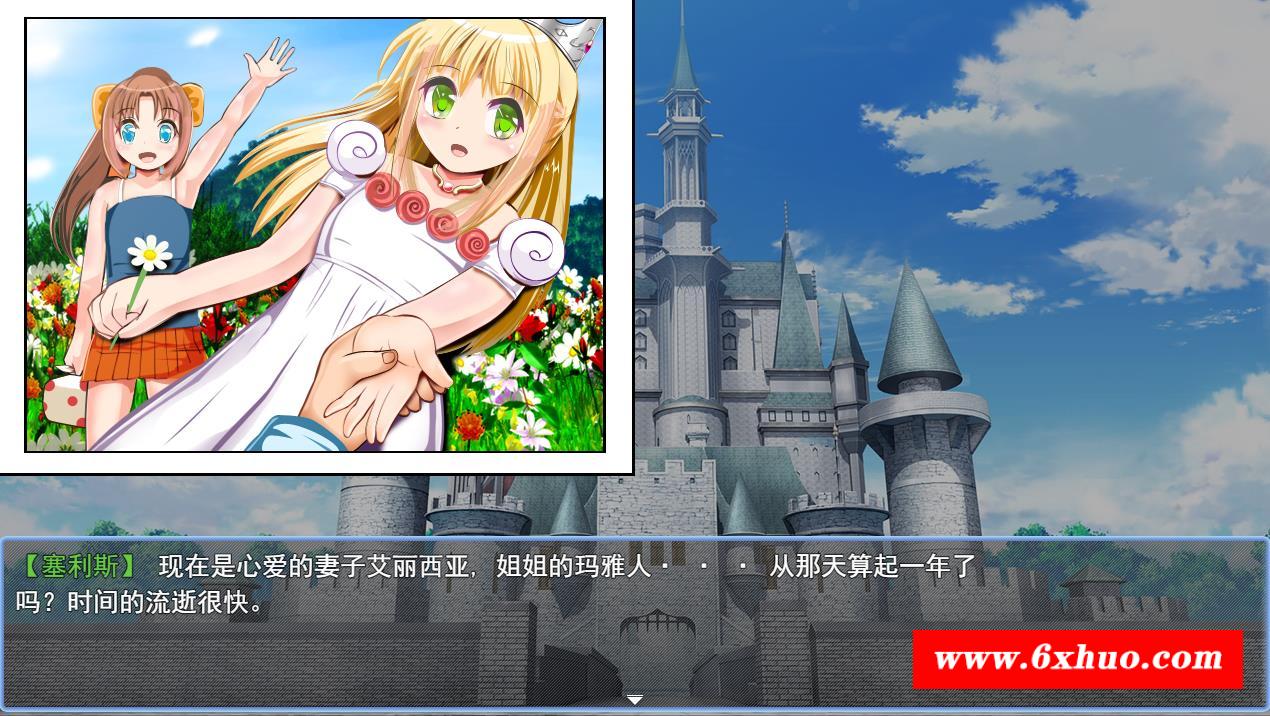 【塞利斯】 现在是心爱的妻子艾丽西亚, 姐姐的玛雅人· · · 从那天算起一年了
吗? 时间的流逝很快。
www.6xhuo.com